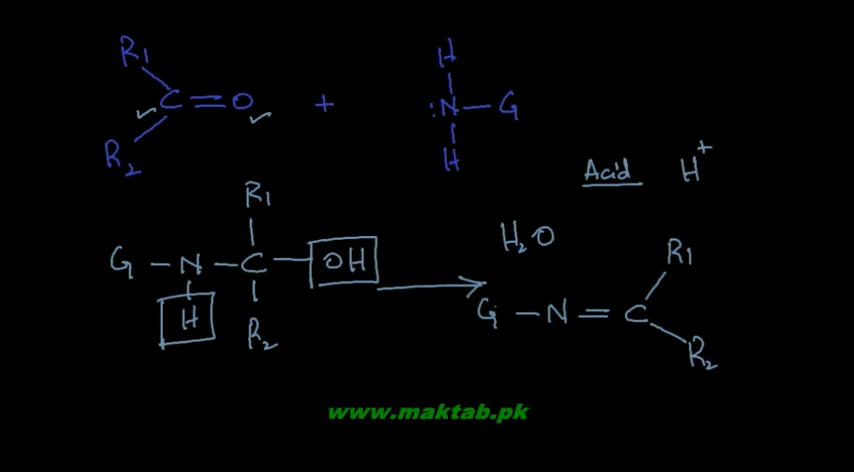 R1
H
C = O + :N — G
R2
H
Acid H+
R1
H2O
R1
G — N — C — OH
G — N = C
H
R2
R2
www.maktab.pk